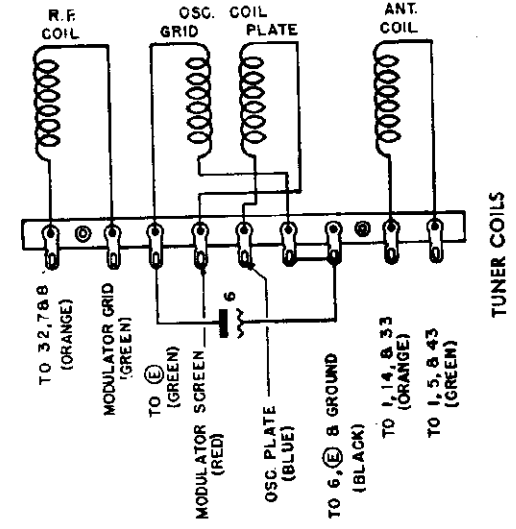 R.F.
COIL
OSC. COIL
GRID
PLATE
ANT.
COIL
TO 32, 7&8
(ORANGE)
MODULATOR GRID
(GREEN)
TO Ⓔ
(GREEN)
MODULATOR SCREEN
(RED)
6
OSC. PLATE
(BLUE)
TO 6, Ⓔ & GROUND
(BLACK)
TO 1, 14, & 33
(ORANGE)
TO 1, 5, & 43
(GREEN)
TUNER COILS